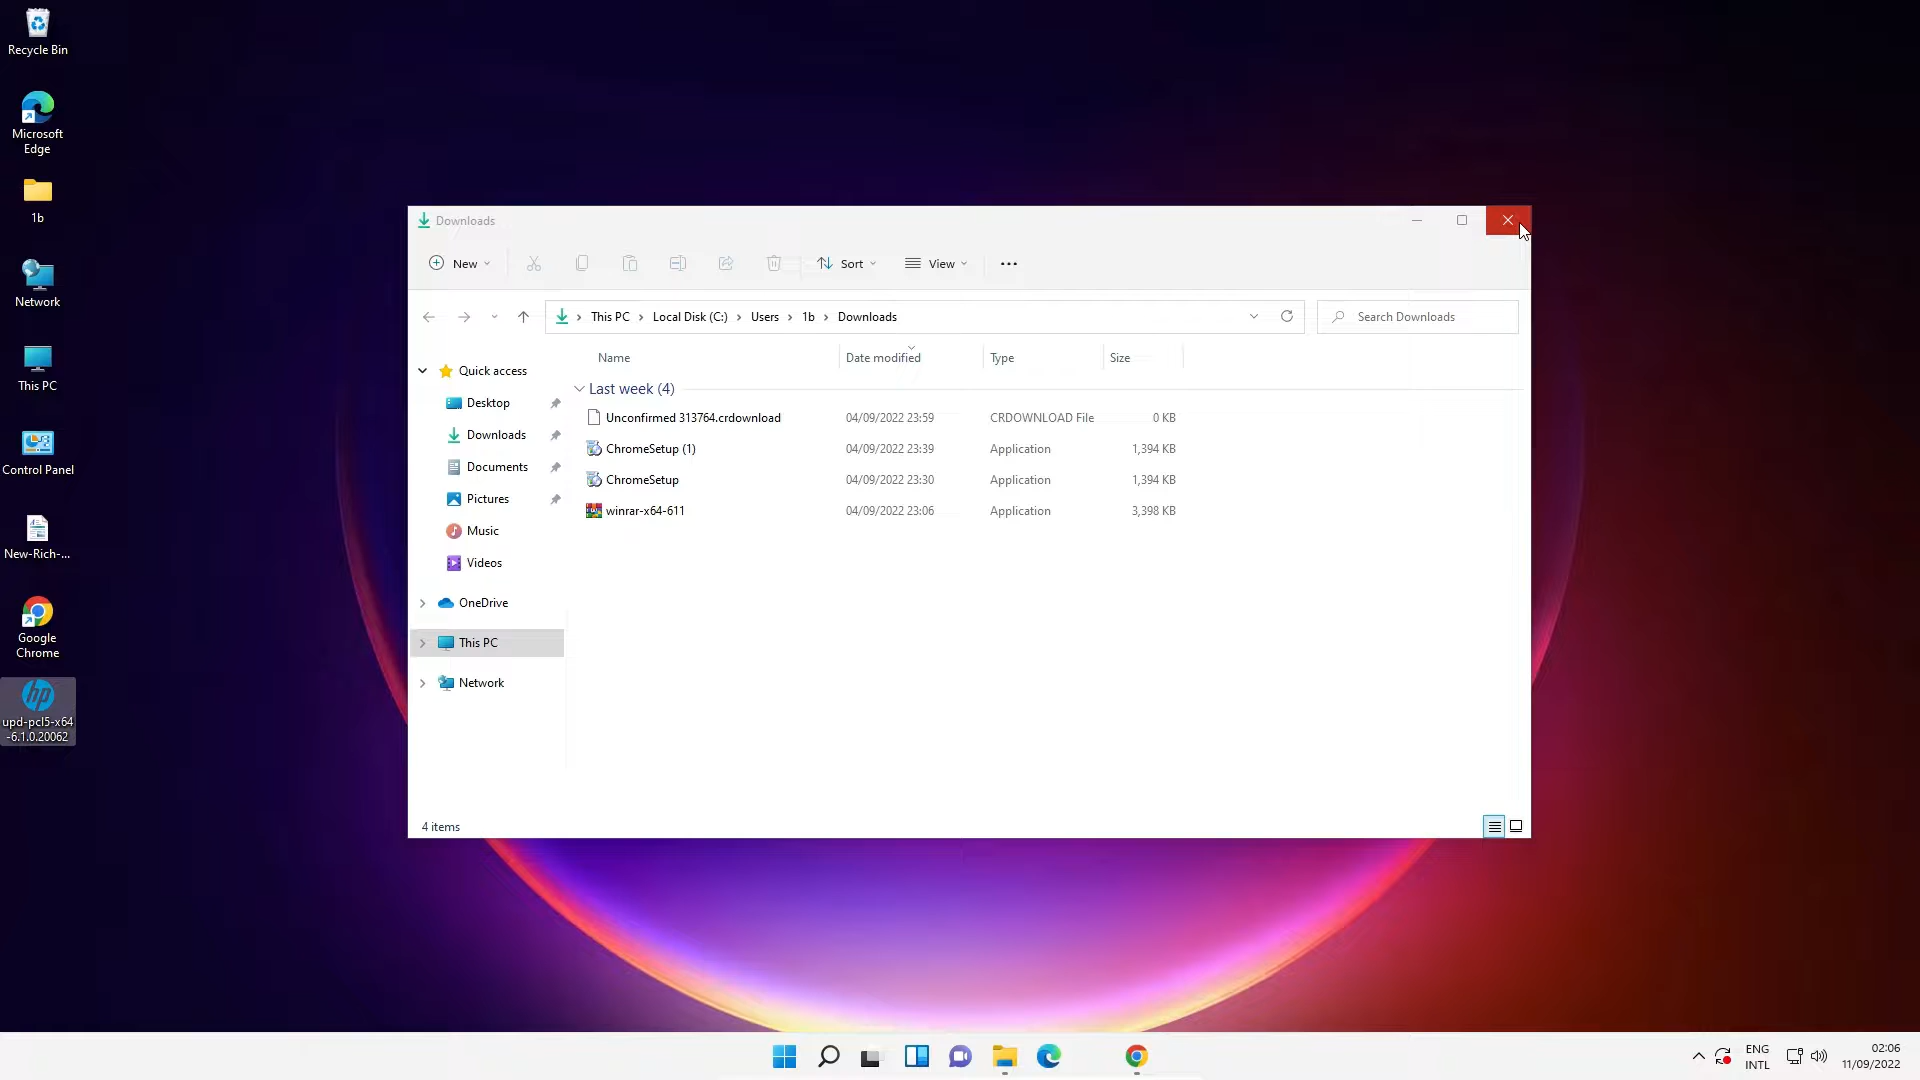 Recycle Bin
Microsoft
Edge
1b
Network
This PC
Control Panel
New-Rich-...
Google
Chrome
hp
upd-pcl5-x64
-6.1.0.20062
Downloads
New
Sort
View
This PC
Local Disk (C:)
Users
1b
Downloads
Search Downloads
Quick access
Desktop
Downloads
Documents
Pictures
Music
Videos
OneDrive
This PC
Network
Name Date modified Type Size
Last week (4)
Unconfirmed 313764.crdownload 04/09/2022 23:59 CRDOWNLOAD File 0 KB
ChromeSetup (1) 04/09/2022 23:39 Application 1,394 KB
ChromeSetup 04/09/2022 23:30 Application 1,394 KB
winrar-x64-611 04/09/2022 23:06 Application 3,398 KB
4 items
ENG
INTL
02:06
11/09/2022